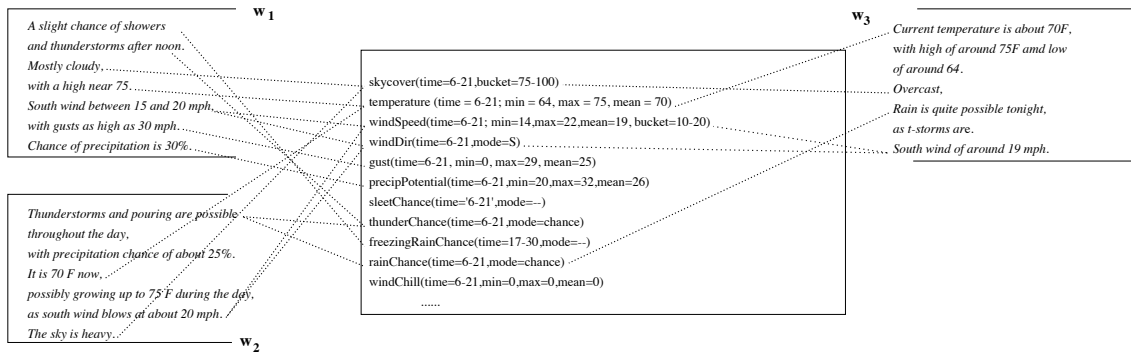 w 1
A slight chance of showers
and thunderstorms after noon.
Mostly cloudy,
with a high near 75.
South wind between 15 and 20 mph,
with gusts as high as 30 mph.
Chance of precipitation is 30%.
Thunderstorms and pouring are possible
throughout the day,
with precipitation chance of about 25%.
It is 70 F now,
possibly growing up to 75 F during the day,
as south wind blows at about 20 mph.
The sky is heavy.
w 2
skycover(time=6-21,bucket=75-100)
temperature (time = 6-21; min = 64, max = 75, mean = 70)
windSpeed(time=6-21; min=14,max=22,mean=19, bucket=10-20)
windDir(time=6-21,mode=S)
gust(time=6-21, min=0, max=29, mean=25)
precipPotential(time=6-21,min=20,max=32,mean=26)
sleetChance(time='6-21',mode=--)
thunderChance(time=6-21,mode=chance)
freezingRainChance(time=17-30,mode=--)
rainChance(time=6-21,mode=chance)
windChill(time=6-21,min=0,max=0,mean=0)
......
w 3
Current temperature is about 70F,
with high of around 75F amd low
of around 64.
Overcast,
Rain is quite possible tonight,
as t-storms are.
South wind of around 19 mph.